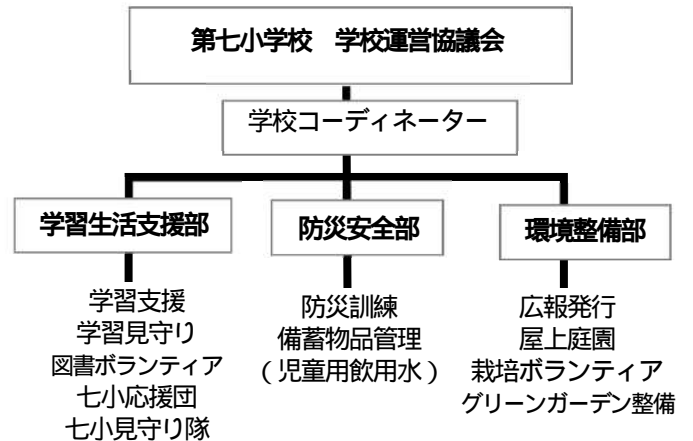 第七小学校　学校運営協議会
学校コーディネーター
学習生活支援部
学習支援
学習見守り
図書ボランティア
七小応援団
七小見守り隊
防災安全部
防災訓練
備蓄物品管理
（児童用飲用水）
環境整備部
広報発行
屋上庭園
栽培ボランティア
グリーンガーデン整備